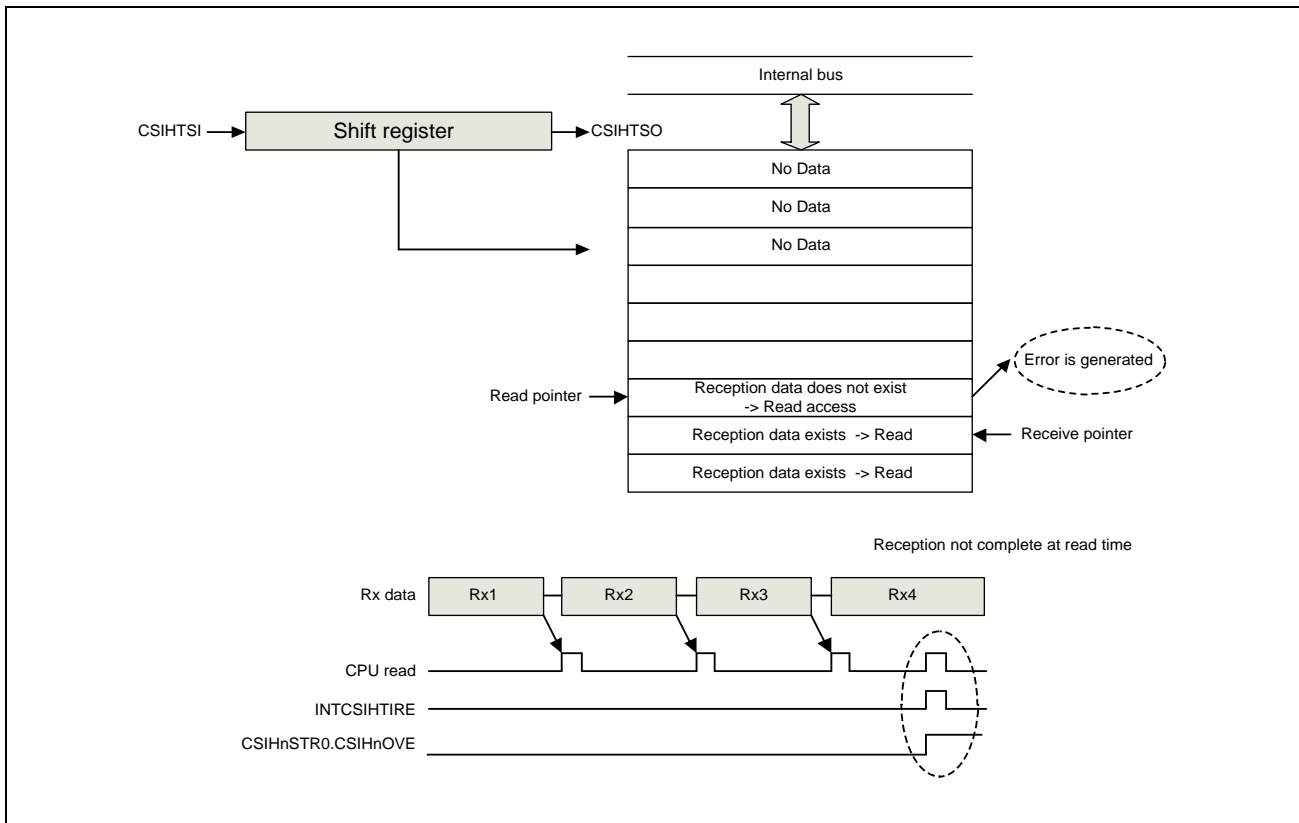 Internal bus
CSIHTSI
Shift register
CSIHTSO
No Data
No Data
No Data
Error is generated
Read pointer
Reception data does not exist
-> Read access
Reception data exists -> Read
Receive pointer
Reception data exists -> Read
Reception not complete at read time
Rx data
Rx1
Rx2
Rx3
Rx4
CPU read
INTCSIHTIRE
CSIHnSTR0.CSIHnOVE